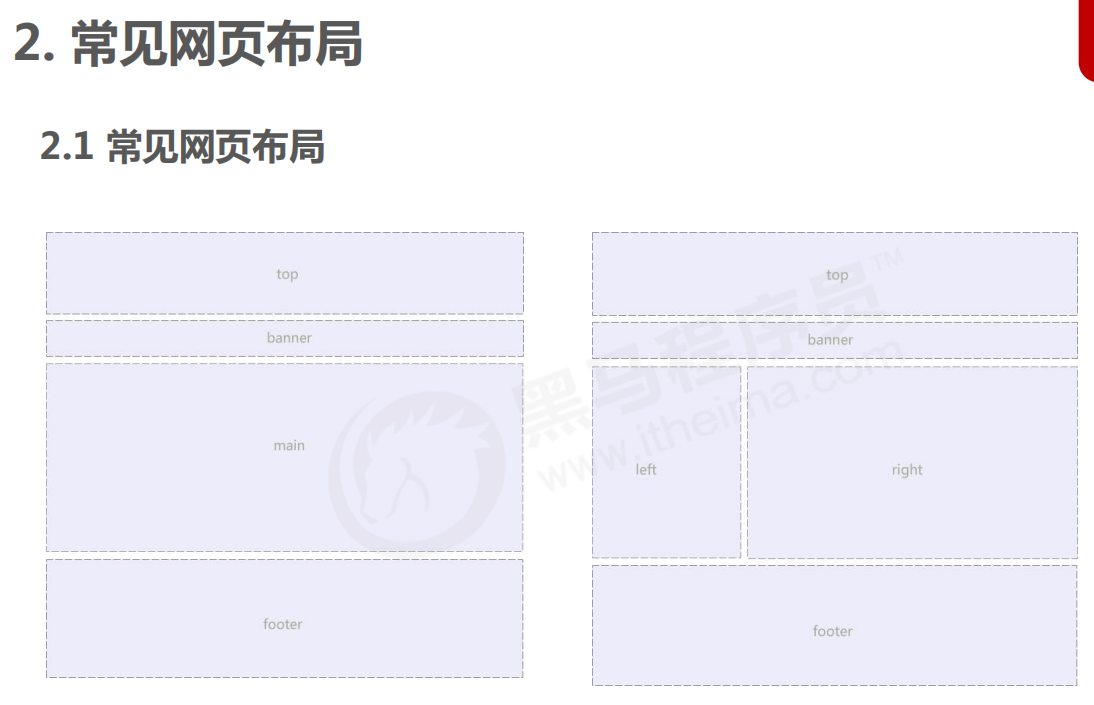 2. 常见网页布局
2.1 常见网页布局
top
banner
main
footer
top
banner
left
right
footer
黑马程序员™
www.itheima.com